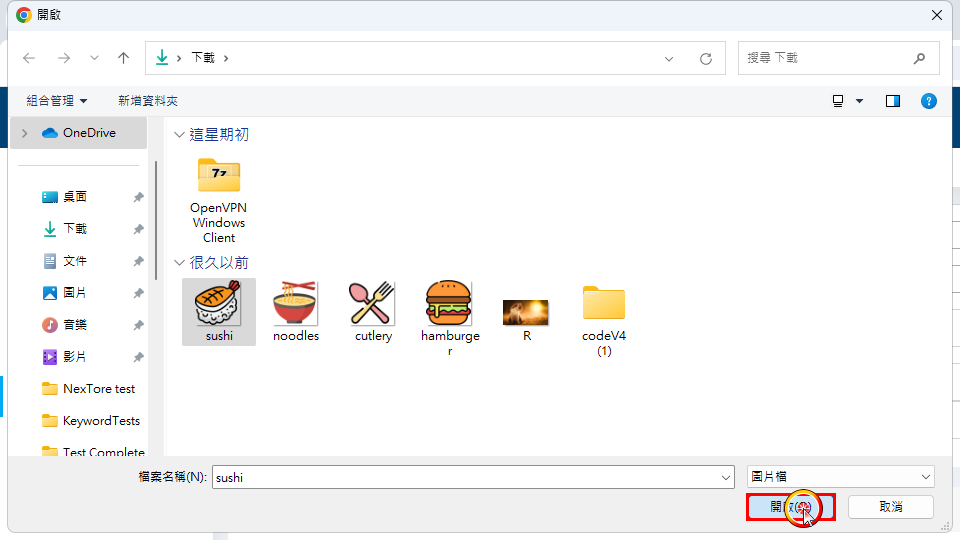 開啟
下載
搜尋 下載
組合管理
新增資料夾
OneDrive
桌面
下載
文件
圖片
音樂
影片
NexTore test
KeywordTests
Test Complete
這星期初
7z
OpenVPN
Windows
Client
很久以前
sushi
noodles
cutlery
hamburge
r
R
codeV4
(1)
檔案名稱(N):
sushi
圖片檔
開啟
取消